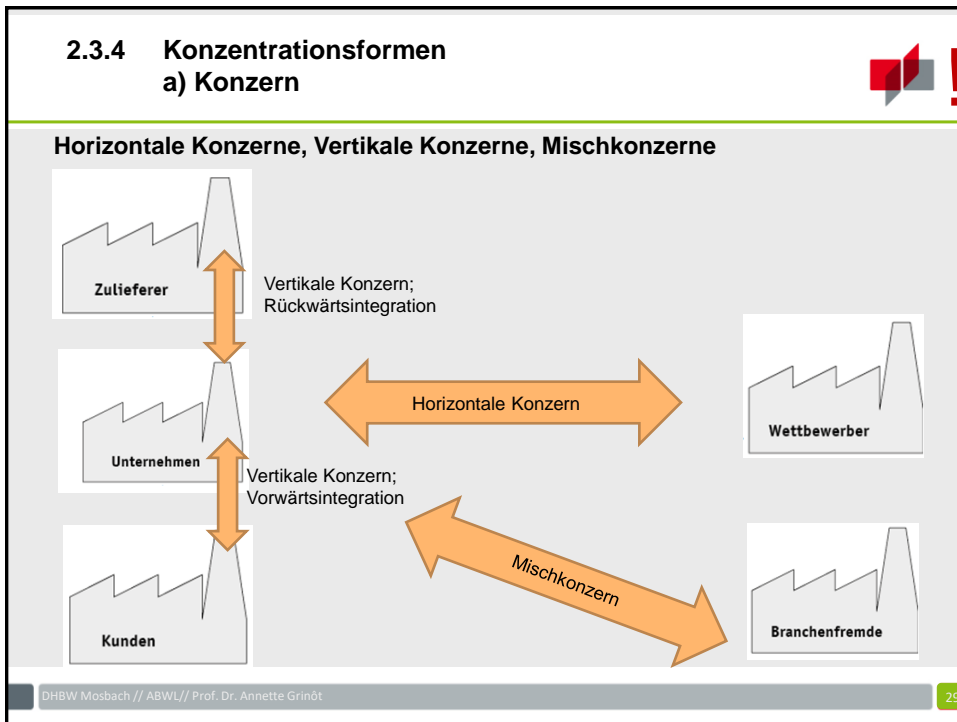 2.3.4 Konzentrationsformen
a) Konzern
!
Horizontale Konzerne, Vertikale Konzerne, Mischkonzerne
Zulieferer
Vertikale Konzern;
Rückwärtsintegration
Horizontale Konzern
Wettbewerber
Unternehmen
Vertikale Konzern;
Vorwärtsintegration
Mischkonzern
Kunden
Branchenfremde
DHBW Mosbach // ABWL// Prof. Dr. Annette Grinôt
29